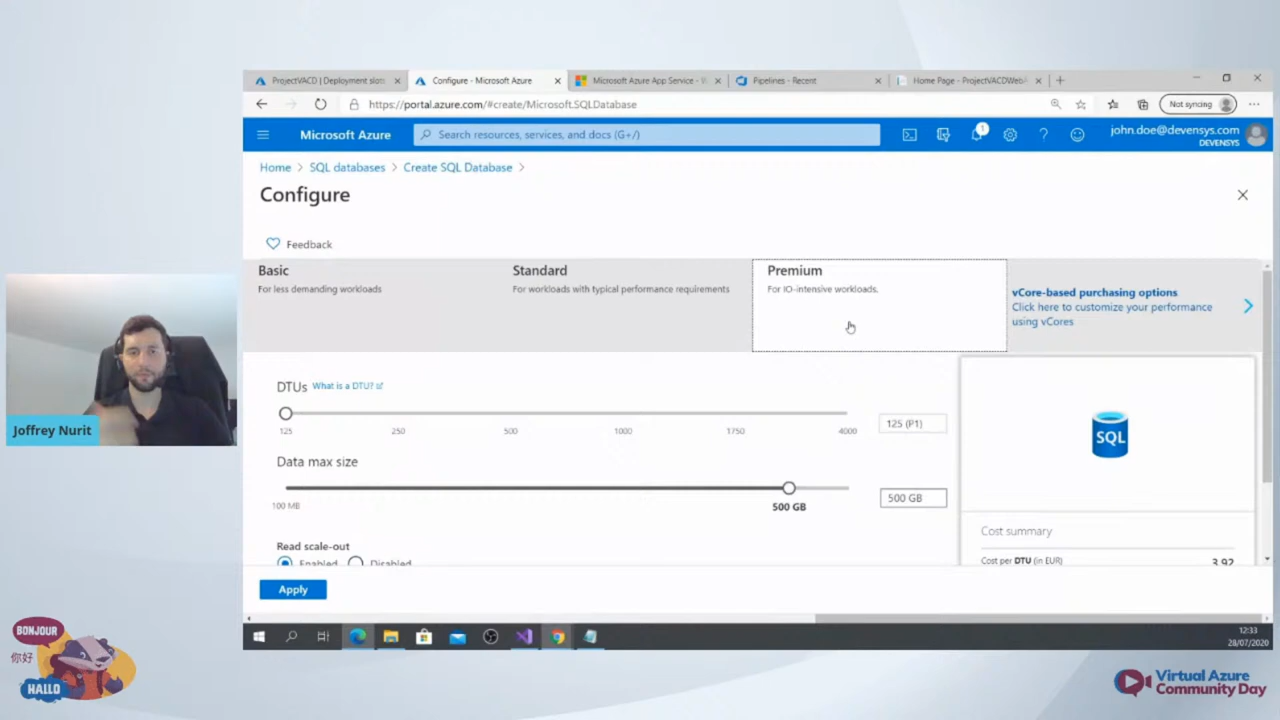 ProjectVACD | Deployment slots
Configure - Microsoft Azure
Microsoft Azure App Service - W
Pipelines - Recent
Home Page - ProjectVACDWebA
https://portal.azure.com/#create/Microsoft.SQLDatabase
Not syncing
Microsoft Azure
Search resources, services, and docs (G+/)
1
john.doe@devensys.com
DEVENSYS
Home > SQL databases > Create SQL Database >
Configure
Feedback
Basic
For less demanding workloads
Standard
For workloads with typical performance requirements
Premium
For IO-intensive workloads.
vCore-based purchasing options
Click here to customize your performance
using vCores
DTUs What is a DTU?
125
250
500
1000
1750
4000
125 (P1)
Data max size
100 MB
500 GB
500 GB
Read scale-out
Enabled
Disabled
Apply
SQL
Cost summary
Cost per DTU (in EUR)
3.92
Joffrey Nurit
12:33
28/07/2020
BONJOUR
你好
HALLO
Virtual Azure
Community Day